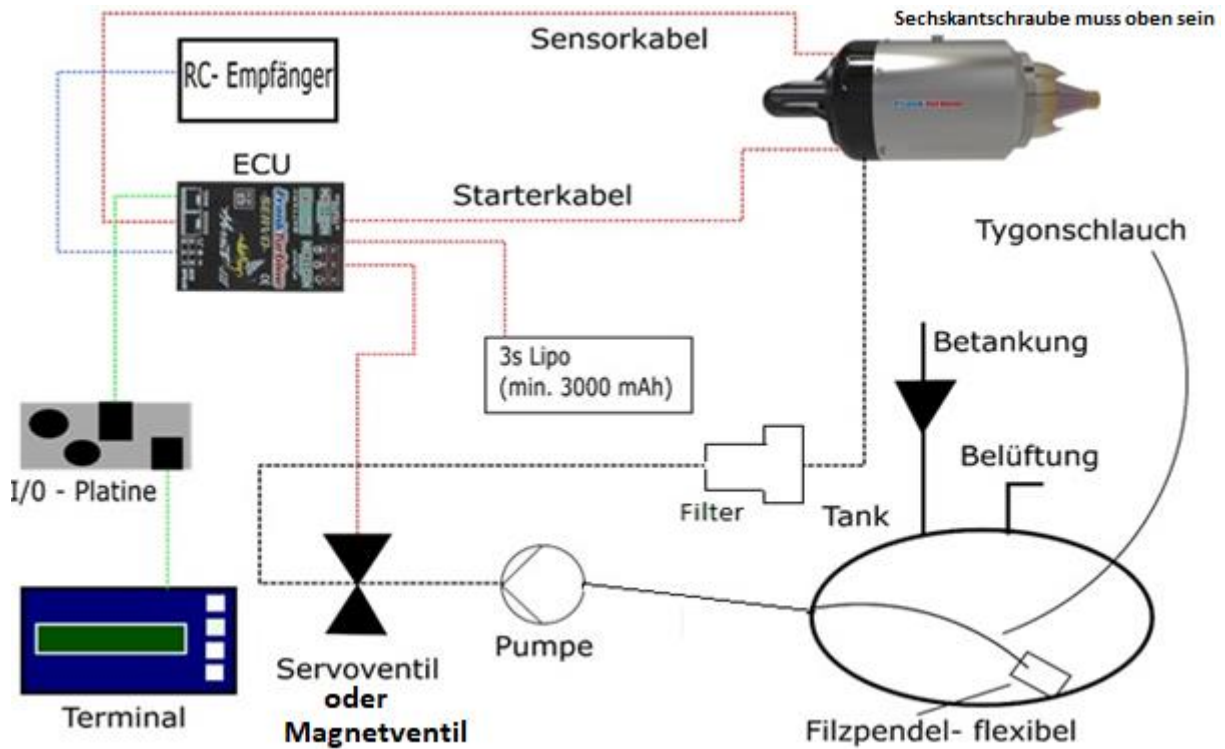 Sechskantschraube muss oben sein
Sensorkabel
RC- Empfänger
ECU
Starterkabel
Tygonschlauch
3s Lipo
(min. 3000 mAh)
Betankung
Belüftung
I/0 - Platine
Filter
Tank
Pumpe
Servoventil
oder
Magnetventil
Terminal
Filzpendel- flexibel